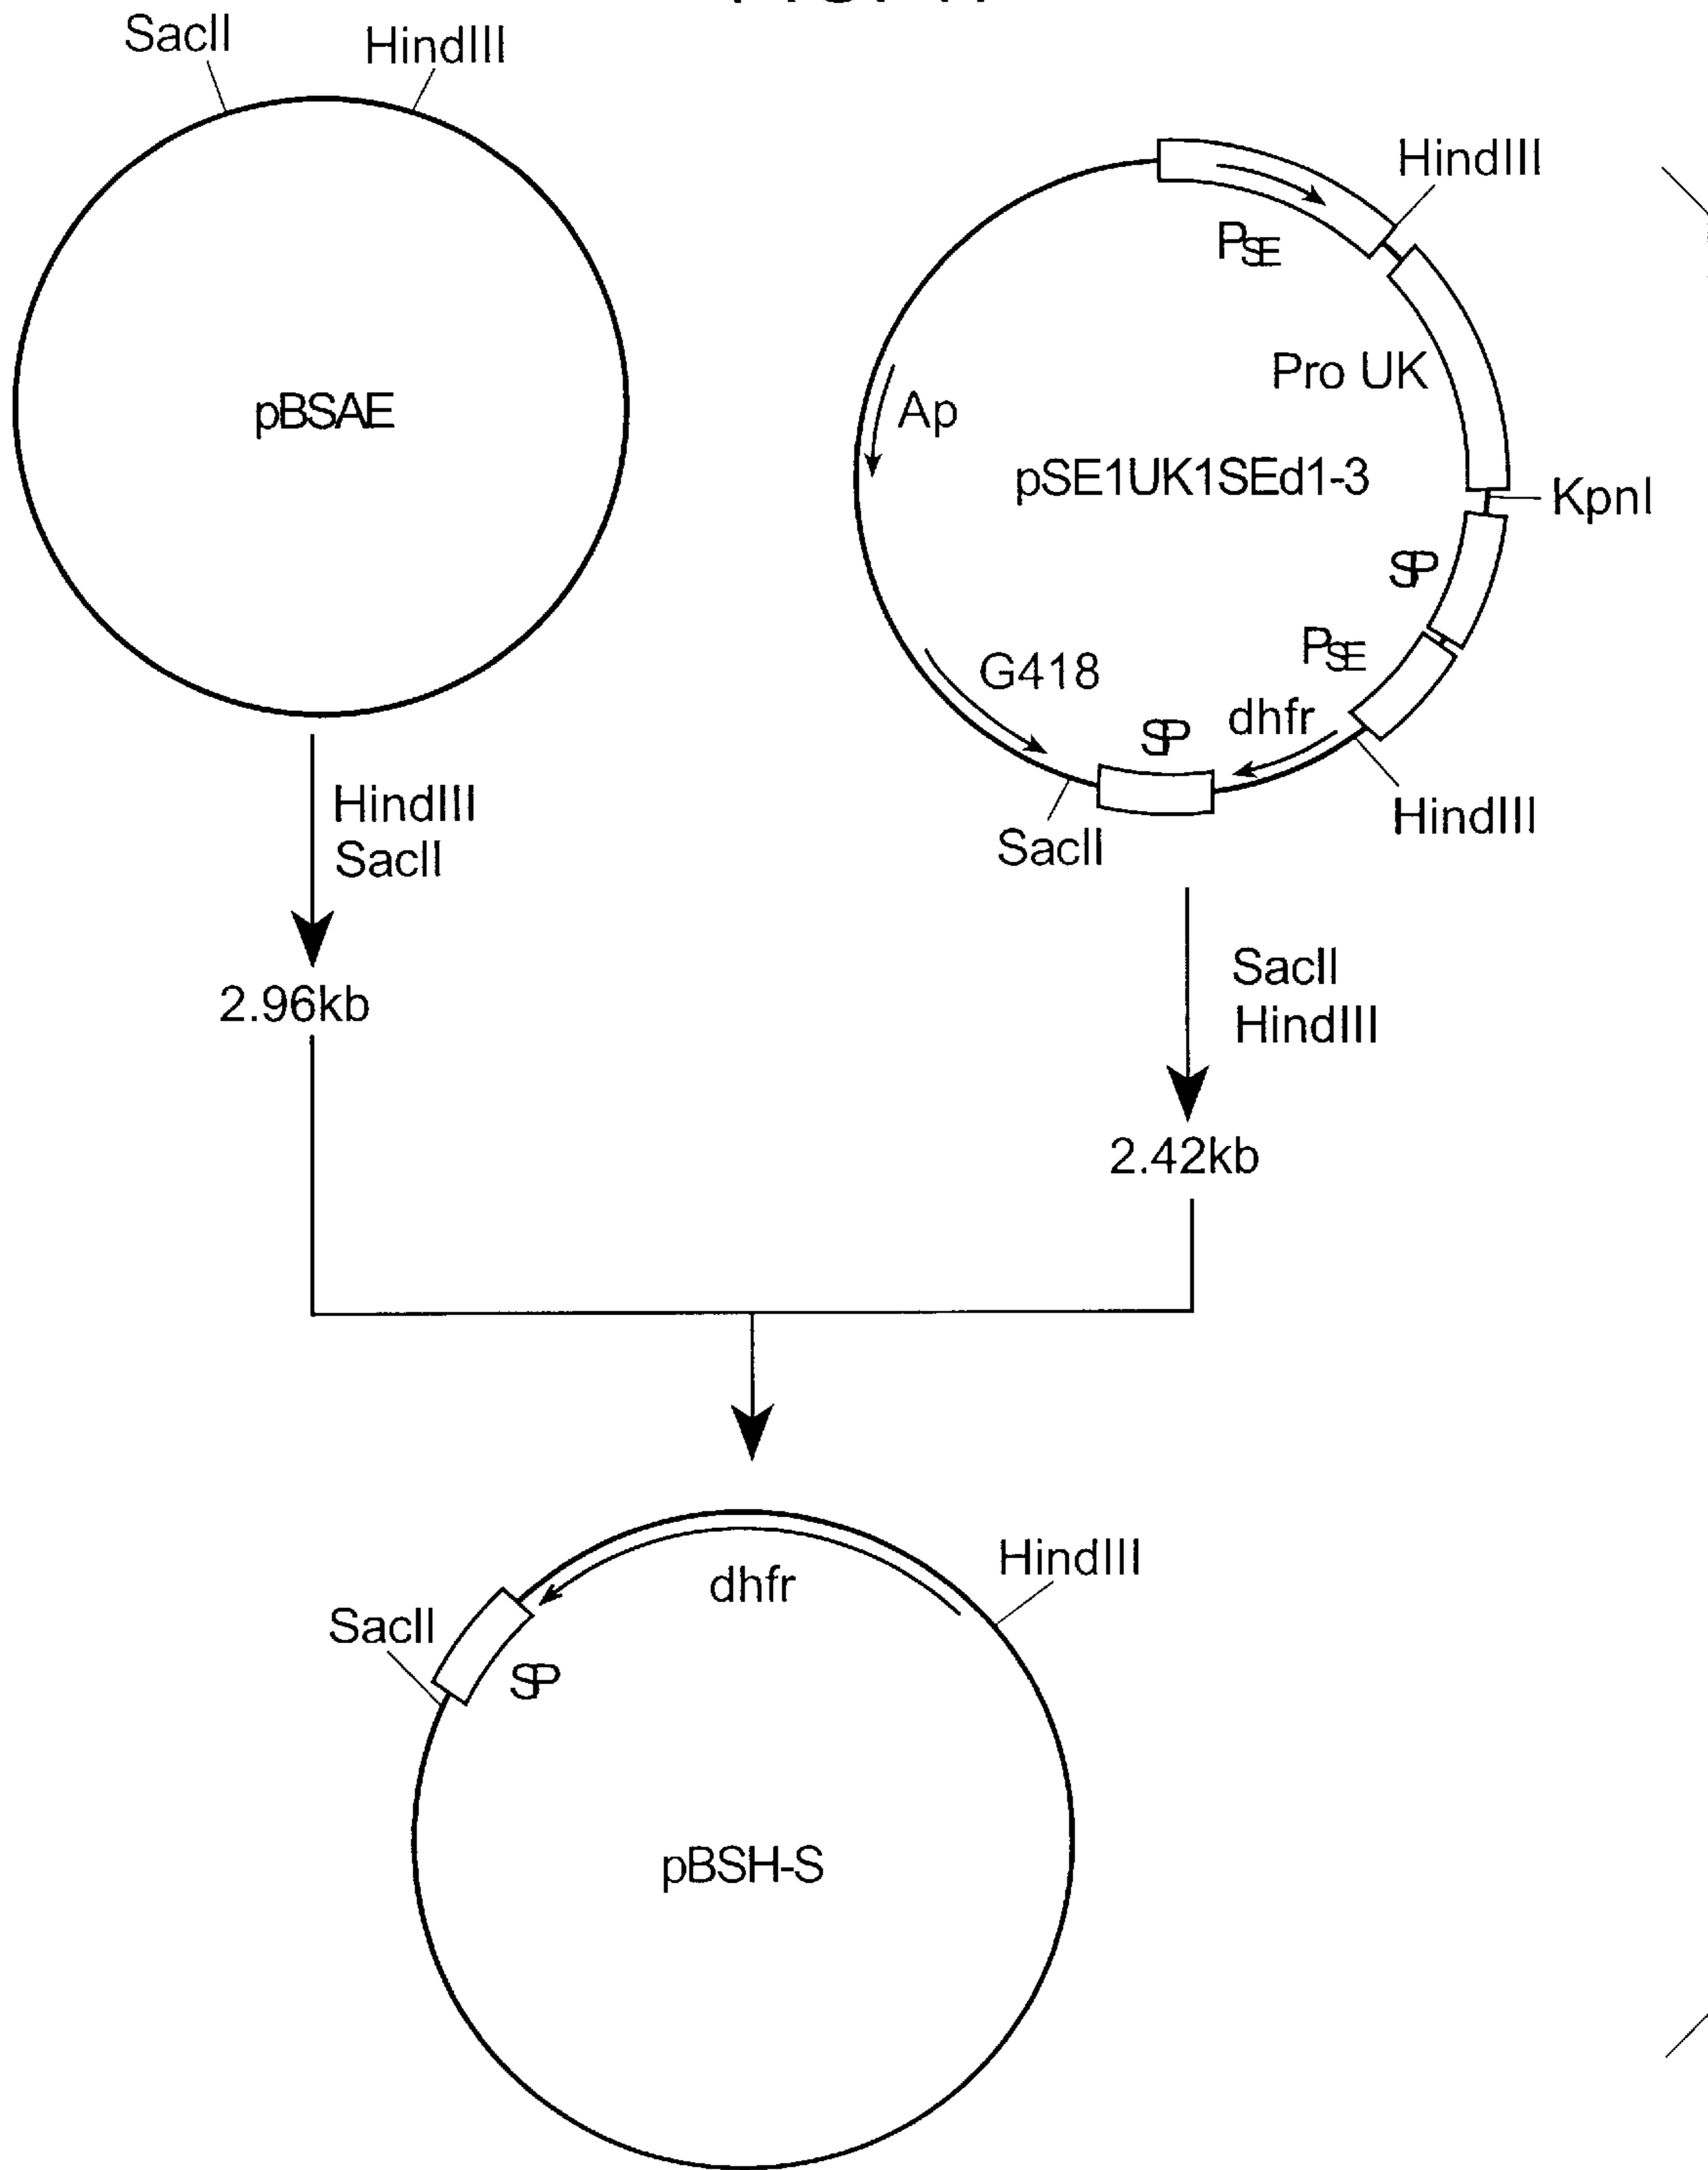 SacII
HindIII
pBSAE
HindIII
PSE
Pro UK
Ap
pSE1UK1SEd1-3
KpnI
SP
PSE
G418
dhfr
SP
HindIII
SacII
HindIII
SacII
2.96kb
SacII
HindIII
2.42kb
HindIII
dhfr
SacII
SP
pBSH-S